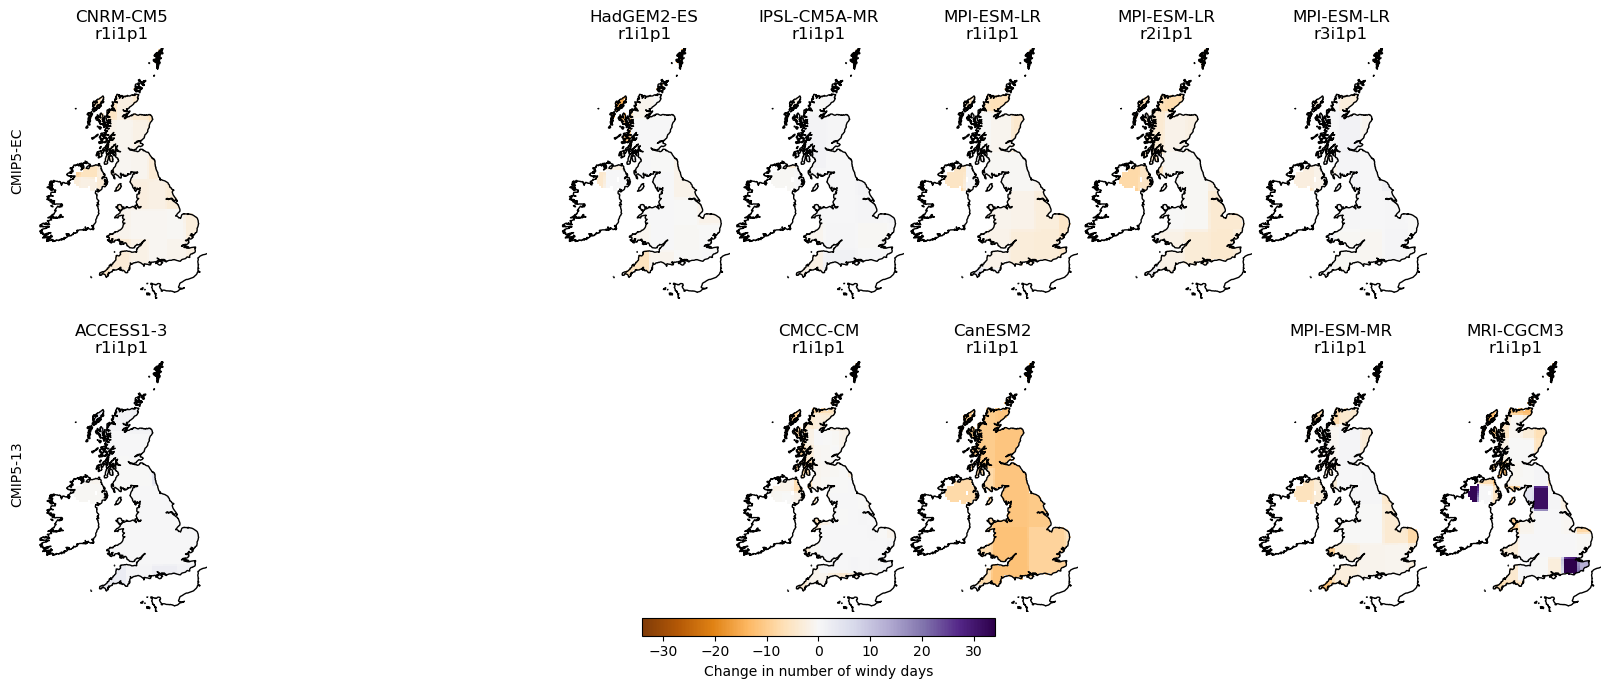 CNRM-CM5
r1i1p1
HadGEM2-ES
r1i1p1
IPSL-CM5A-MR
r1i1p1
MPI-ESM-LR
r1i1p1
MPI-ESM-LR
r2i1p1
MPI-ESM-LR
r3i1p1
CMIP5-EC
ACCESS1-3
r1i1p1
CMCC-CM
r1i1p1
CanESM2
r1i1p1
MPI-ESM-MR
r1i1p1
MRI-CGCM3
r1i1p1
CMIP5-13
−30 −20 −10 0 10 20 30
Change in number of windy days